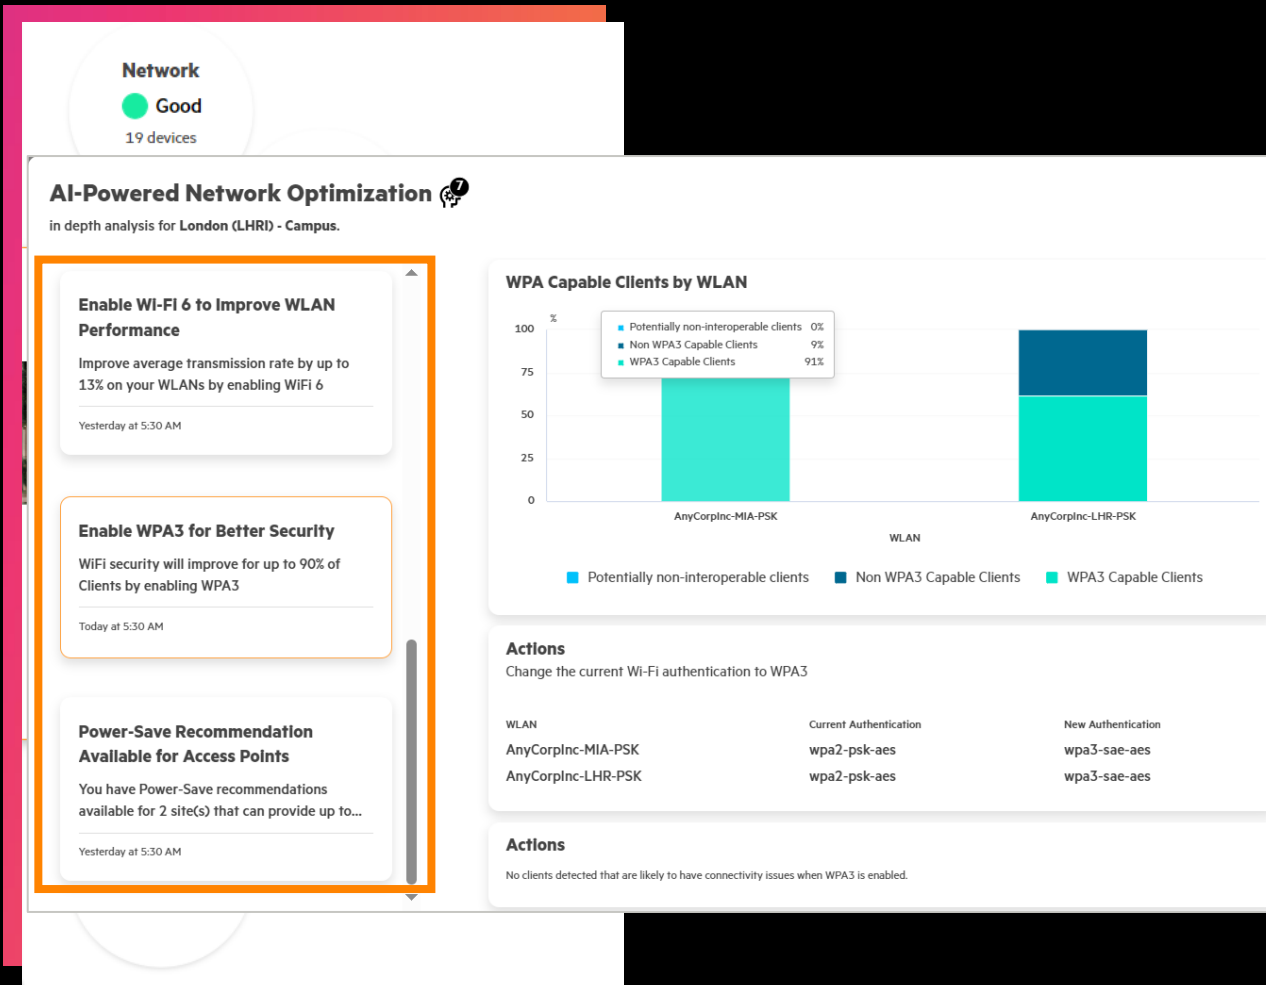 Network
Good
19 devices
AI-Powered Network Optimization
7
in depth analysis for London (LHRI) - Campus.
Enable Wi-Fi 6 to Improve WLAN
Performance
Improve average transmission rate by up to
13% on your WLANs by enabling WiFi 6
Yesterday at 5:30 AM
Enable WPA3 for Better Security
WiFi security will improve for up to 90% of
Clients by enabling WPA3
Today at 5:30 AM
Power-Save Recommendation
Available for Access Points
You have Power-Save recommendations
available for 2 site(s) that can provide up to...
Yesterday at 5:30 AM
WPA Capable Clients by WLAN
%
100
75
50
25
0
Potentially non-interoperable clients 0%
Non WPA3 Capable Clients 9%
WPA3 Capable Clients 91%
AnyCorpInc-MIA-PSK
AnyCorpInc-LHR-PSK
WLAN
Potentially non-interoperable clients
Non WPA3 Capable Clients
WPA3 Capable Clients
Actions
Change the current Wi-Fi authentication to WPA3
WLAN Current Authentication New Authentication
AnyCorpInc-MIA-PSK wpa2-psk-aes wpa3-sae-aes
AnyCorpInc-LHR-PSK wpa2-psk-aes wpa3-sae-aes
Actions
No clients detected that are likely to have connectivity issues when WPA3 is enabled.